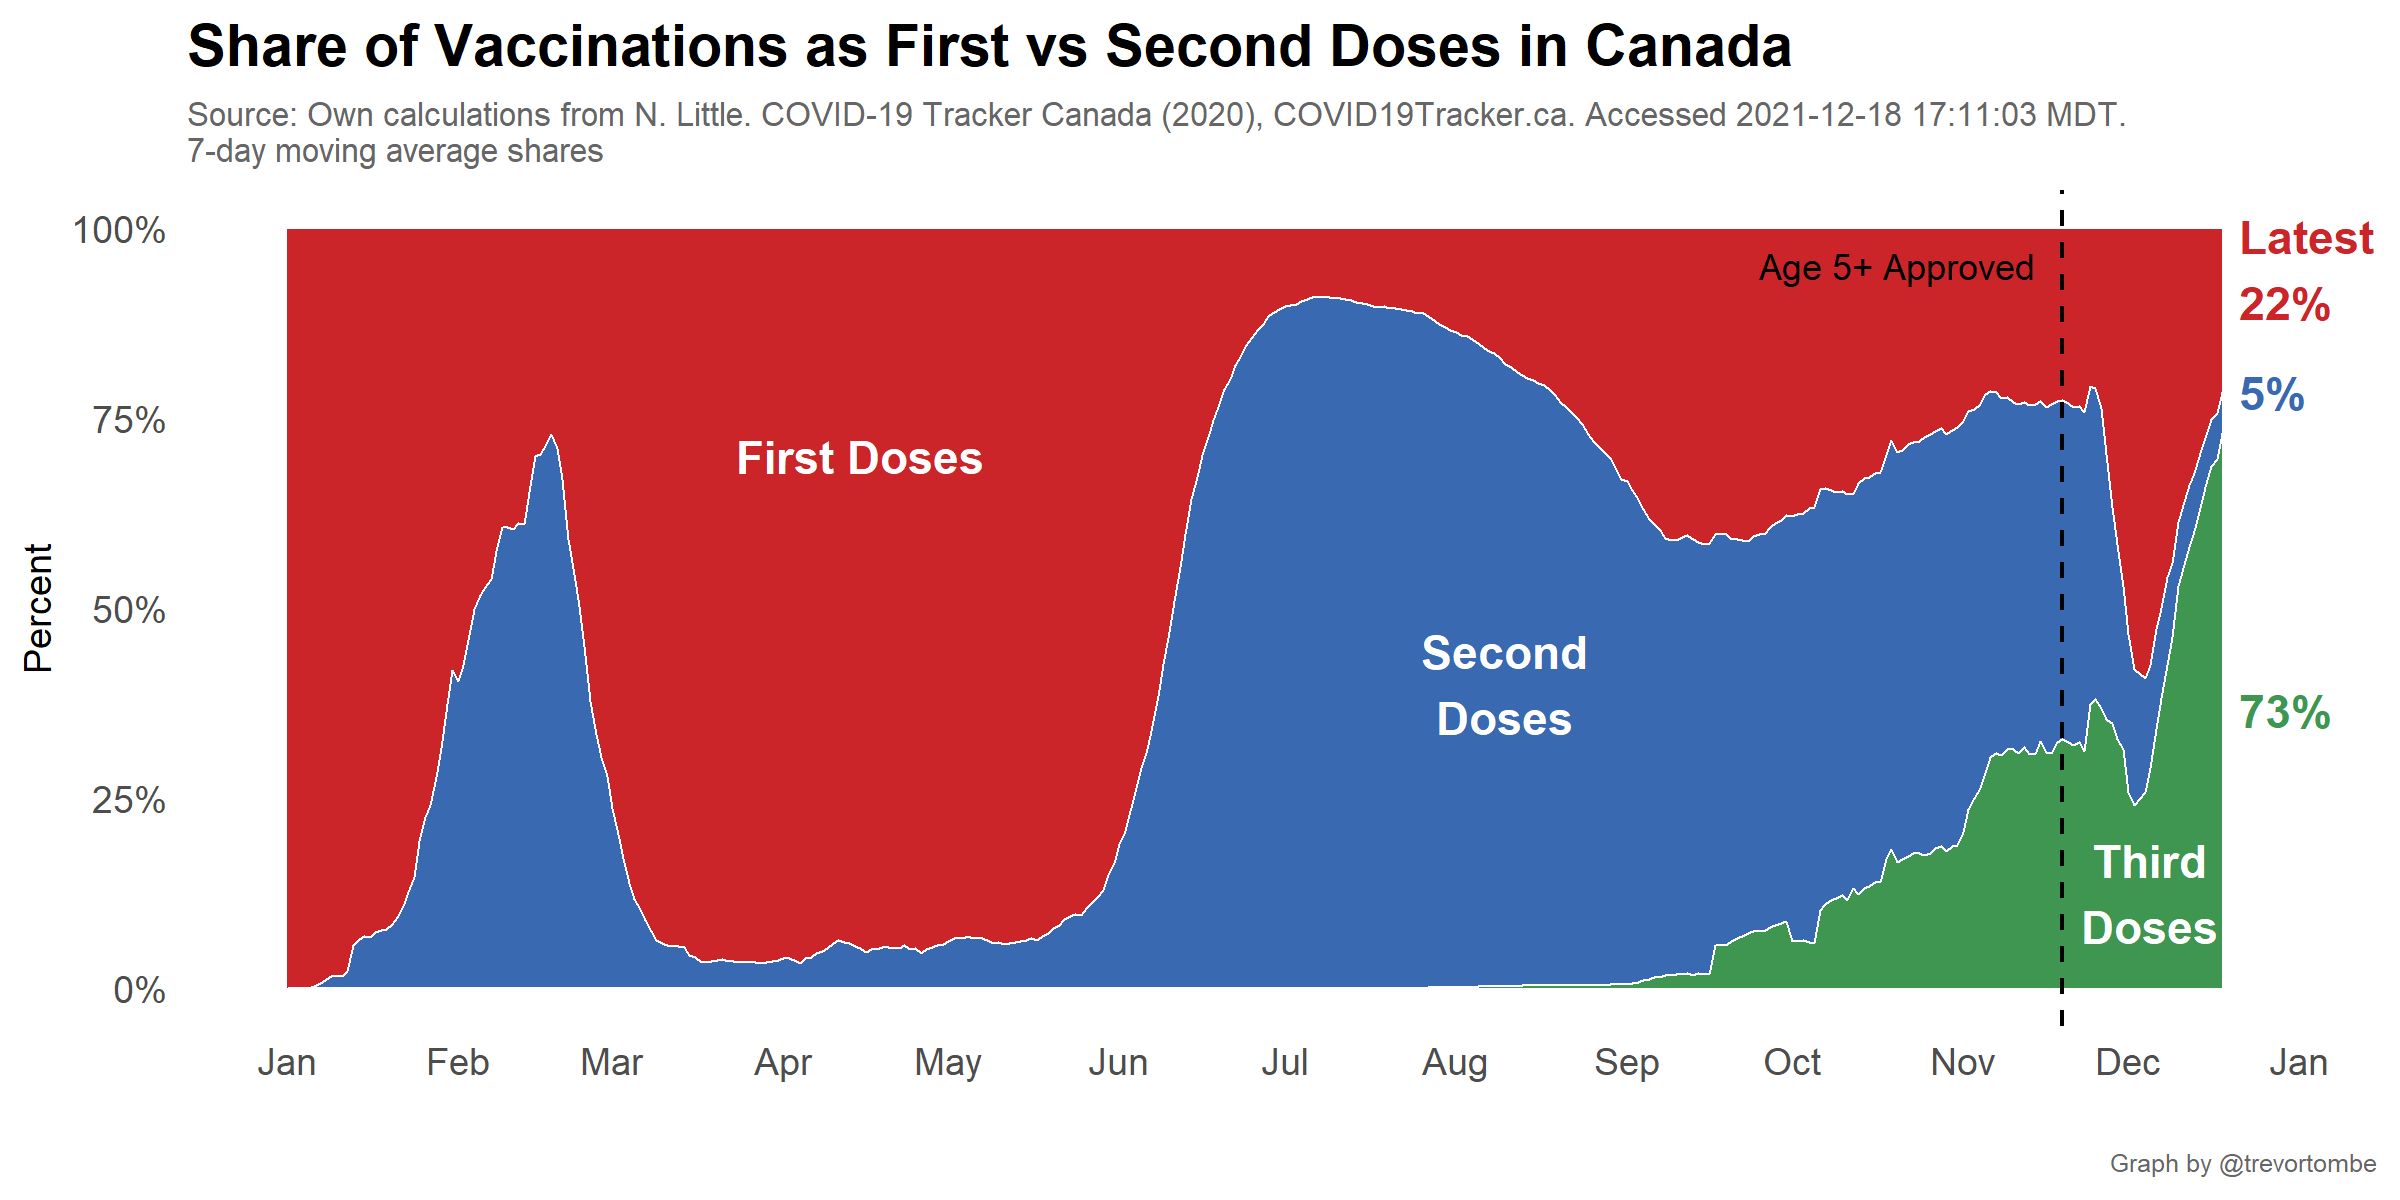 Share of Vaccinations as First vs Second Doses in Canada
Source: Own calculations from N. Little. COVID-19 Tracker Canada (2020), COVID19Tracker.ca. Accessed 2021-12-18 17:11:03 MDT.
7-day moving average shares
Percent
100%
75%
50%
25%
0%
Age 5+ Approved
First Doses
Second
Doses
Third
Doses
Latest
22%
5%
73%
Jan Feb Mar Apr May Jun Jul Aug Sep Oct Nov Dec Jan
Graph by @trevortombe